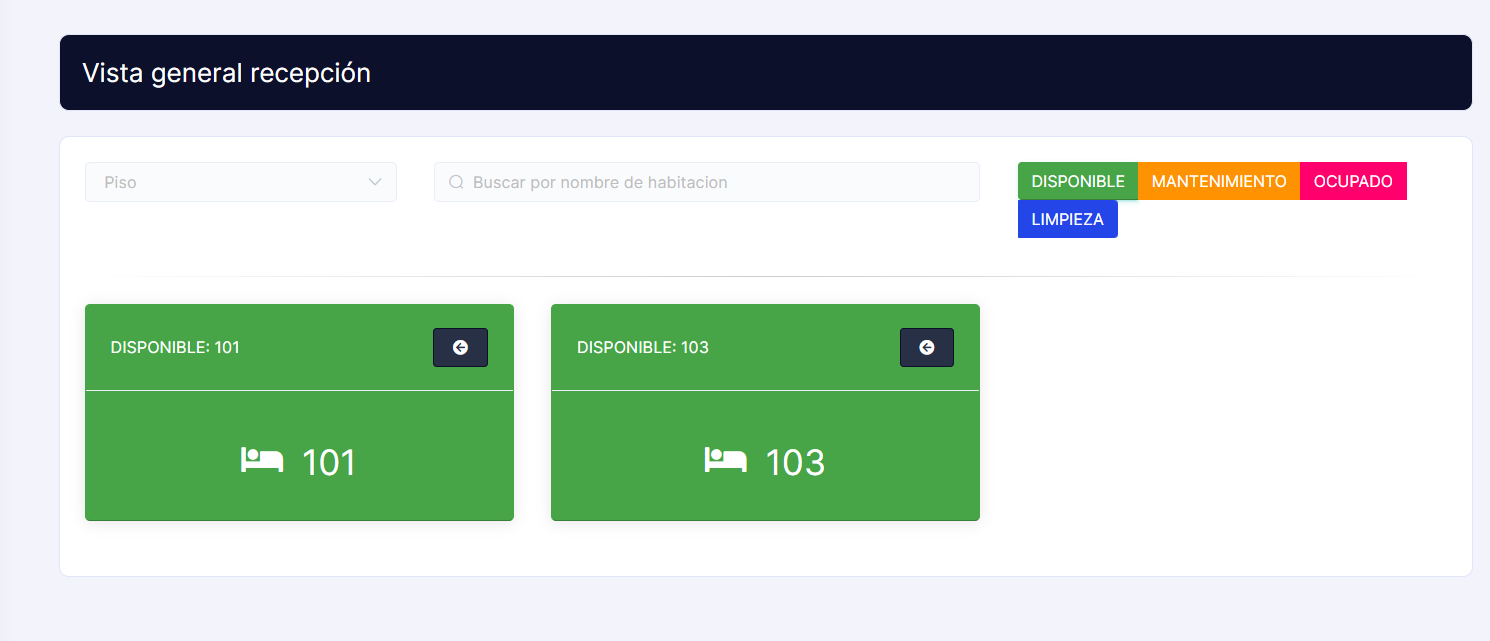 Vista general recepción
Piso
Buscar por nombre de habitacion
DISPONIBLE MANTENIMIENTO OCUPADO
LIMPIEZA
DISPONIBLE: 101
DISPONIBLE: 103
101
103